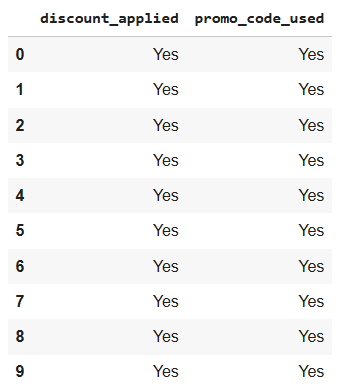 discount_applied promo_code_used
0 Yes Yes
1 Yes Yes
2 Yes Yes
3 Yes Yes
4 Yes Yes
5 Yes Yes
6 Yes Yes
7 Yes Yes
8 Yes Yes
9 Yes Yes